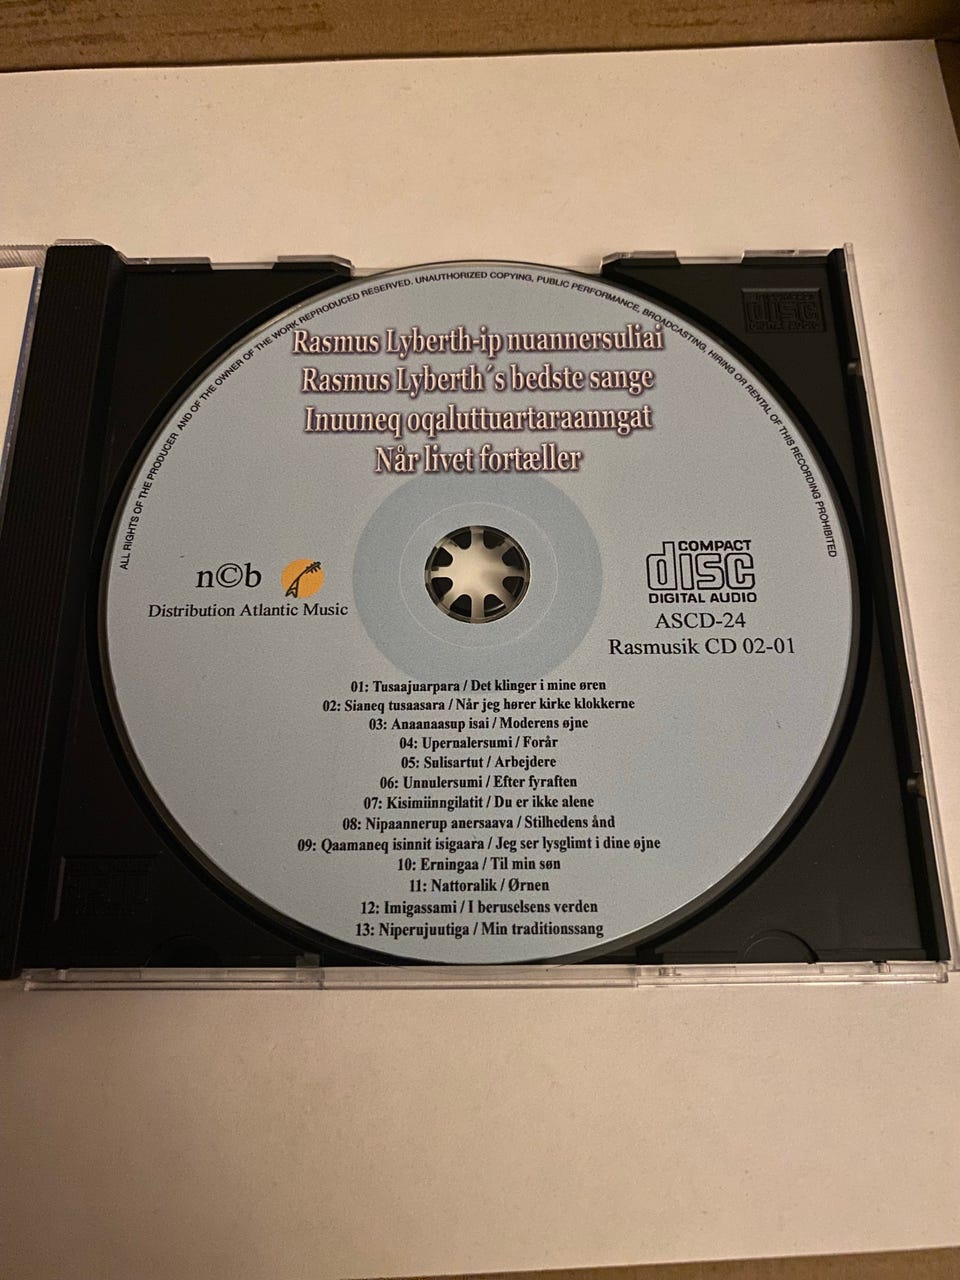 ALL RIGHTS OF THE PRODUCER AND OF THE OWNER OF THE WORK REPRODUCED RESERVED. UNAUTHORIZED COPYING, PUBLIC PERFORMANCE, BROADCASTING, HIRING OR RENTAL OF THIS RECORDING PROHIBITED
Rasmus Lyberth-ip nuannersuliai
Rasmus Lyberth´s bedste sange
Inuuneq oqaluttuartaraanngat
Når livet fortæller
n©b
Distribution Atlantic Music
COMPACT
disc
DIGITAL AUDIO
ASCD-24
Rasmusik CD 02-01
01: Tusaajuarpara / Det klinger i mine øren
02: Sianeq tusaasara / Når jeg hører kirke klokkerne
03: Anaanaasup isai / Moderens øjne
04: Upernalersumi / Forår
05: Sulisartut / Arbejdere
06: Unnulersumi / Efter fyraften
07: Kisimiinngilatit / Du er ikke alene
08: Nipaannerup anersaava / Stilhedens ånd
09: Qaamaneq isinnit isigaara / Jeg ser lysglimt i dine øjne
10: Erningaa / Til min søn
11: Nattoralik / Ørnen
12: Imigassami / I beruselsens verden
13: Niperujuutiga / Min traditionssang